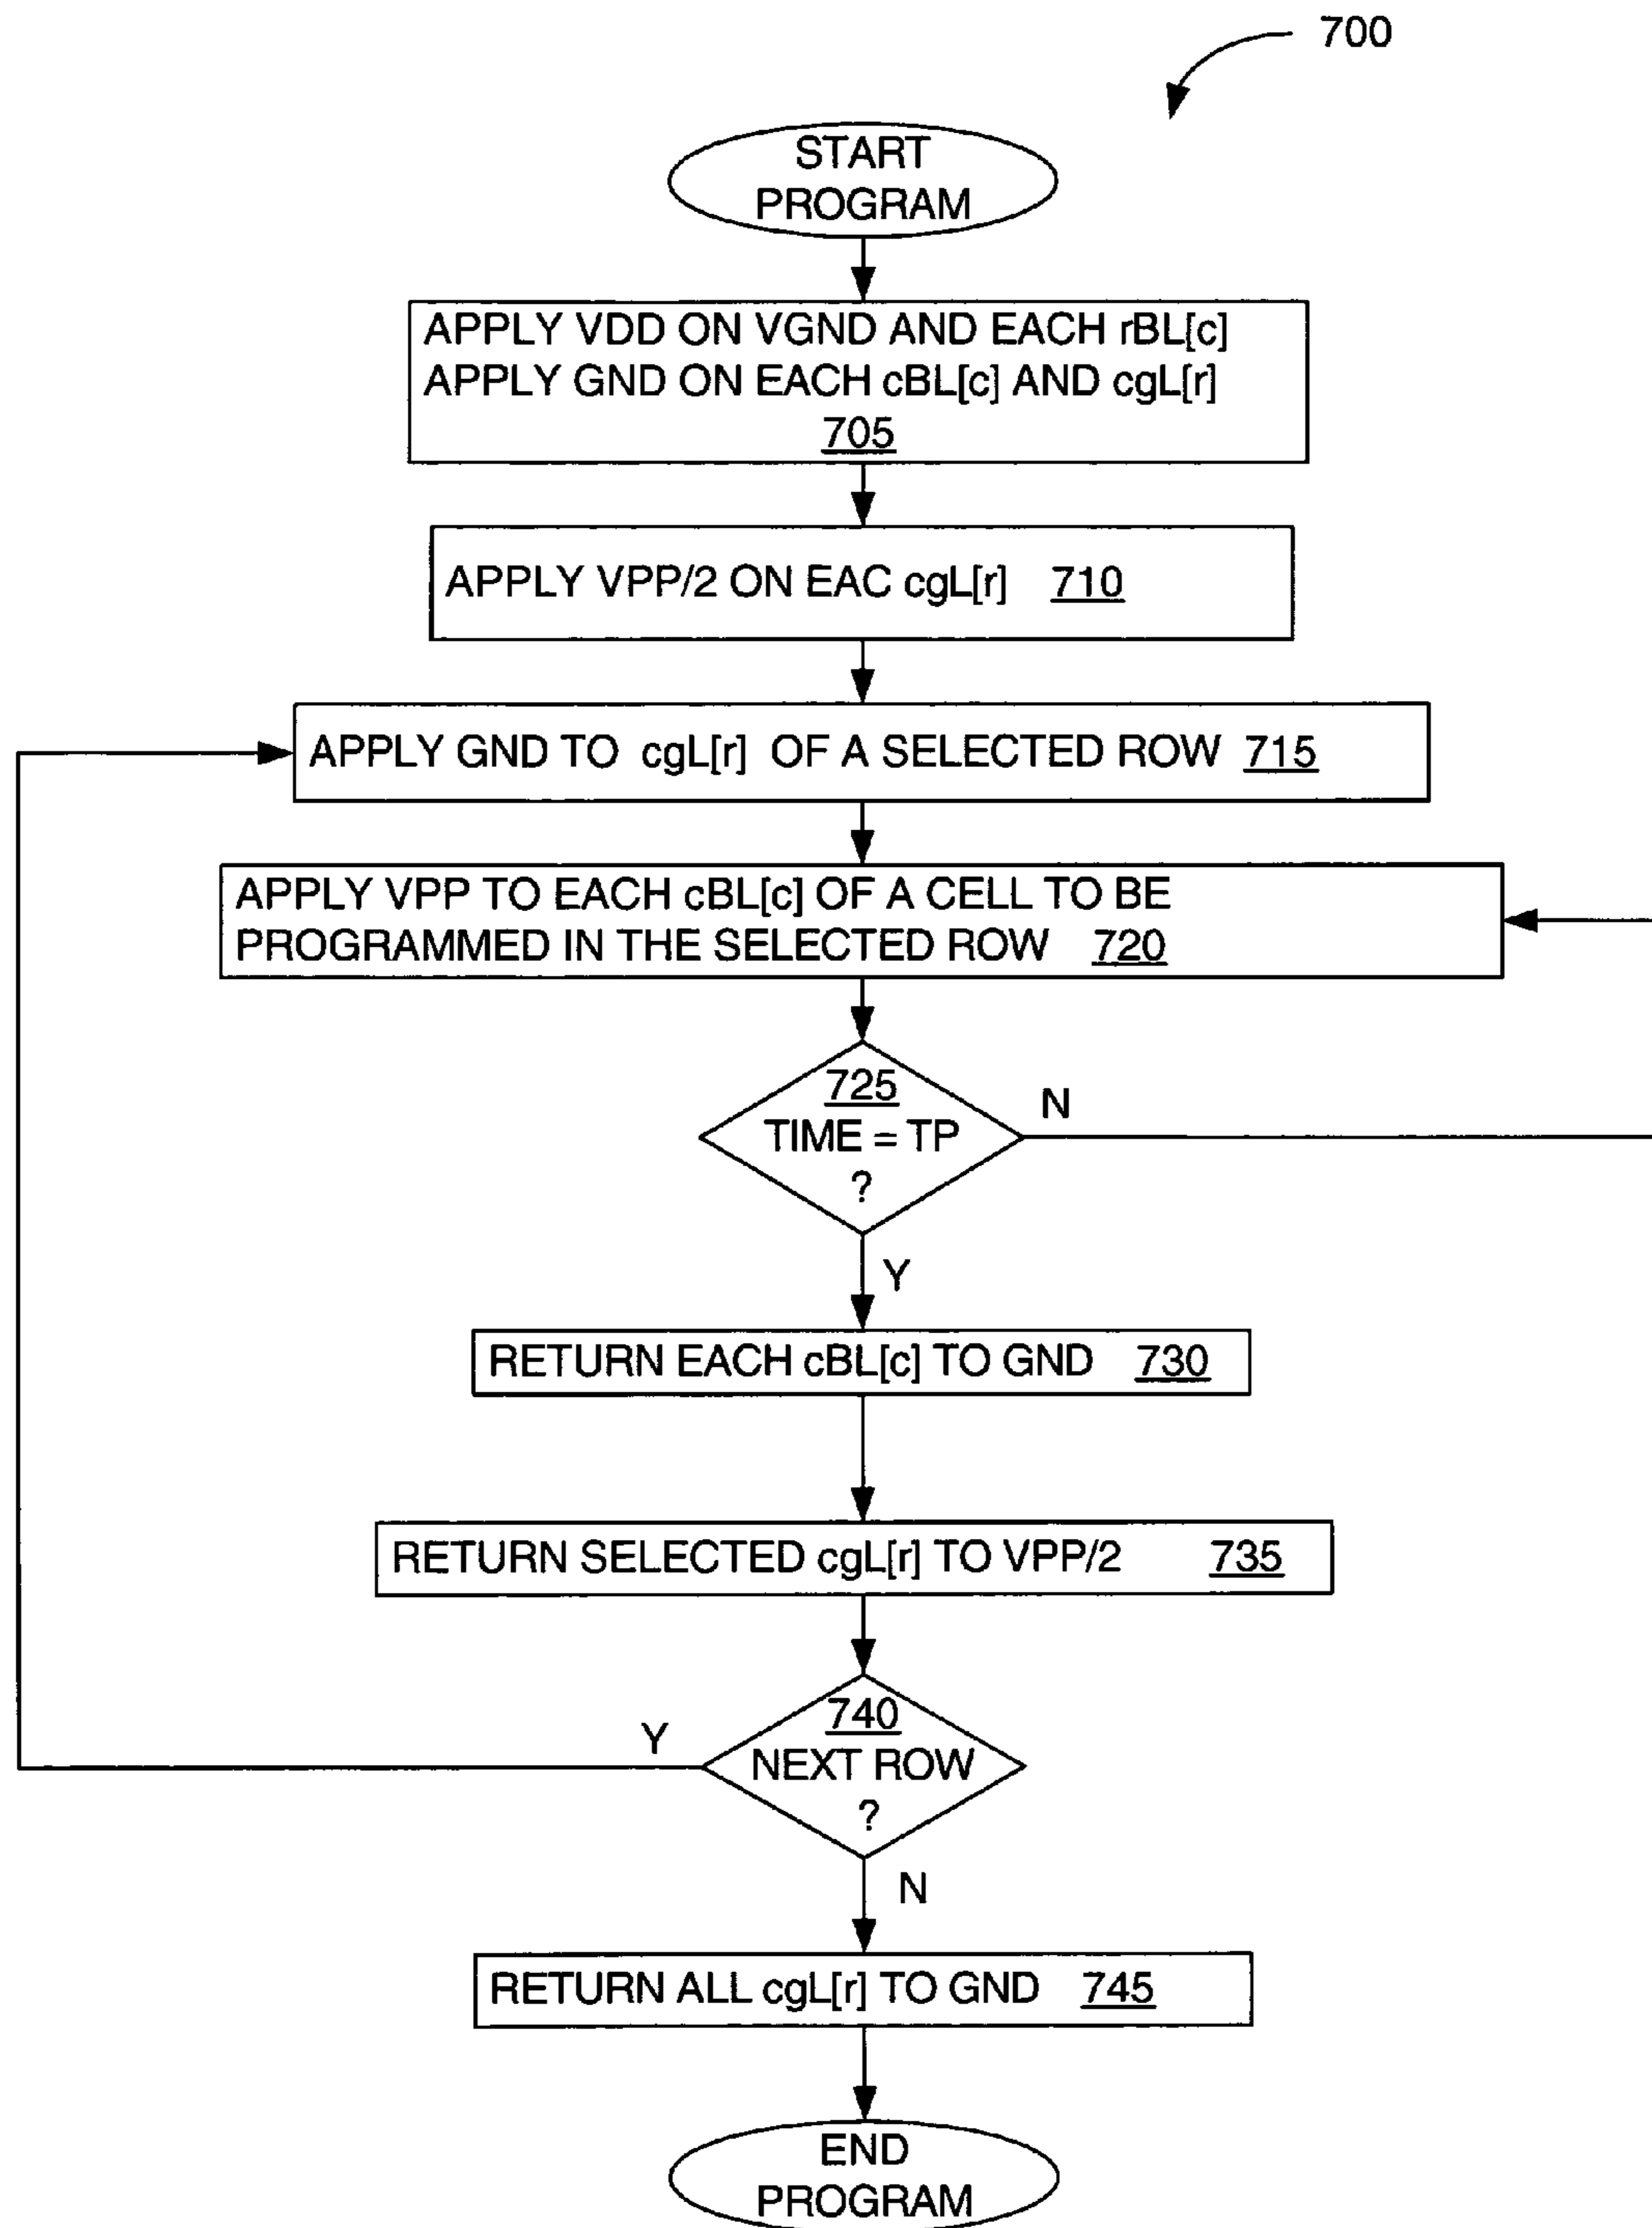 700
START
PROGRAM
APPLY VDD ON VGND AND EACH rBL[c]
APPLY GND ON EACH cBL[c] AND cgL[r]
705
APPLY VPP/2 ON EAC cgL[r] 710
APPLY GND TO cgL[r] OF A SELECTED ROW 715
APPLY VPP TO EACH cBL[c] OF A CELL TO BE
PROGRAMMED IN THE SELECTED ROW 720
725
N
TIME = TP
?
Y
RETURN EACH cBL[c] TO GND 730
RETURN SELECTED cgL[r] TO VPP/2 735
740
Y
NEXT ROW
?
N
RETURN ALL cgL[r] TO GND 745
END
PROGRAM